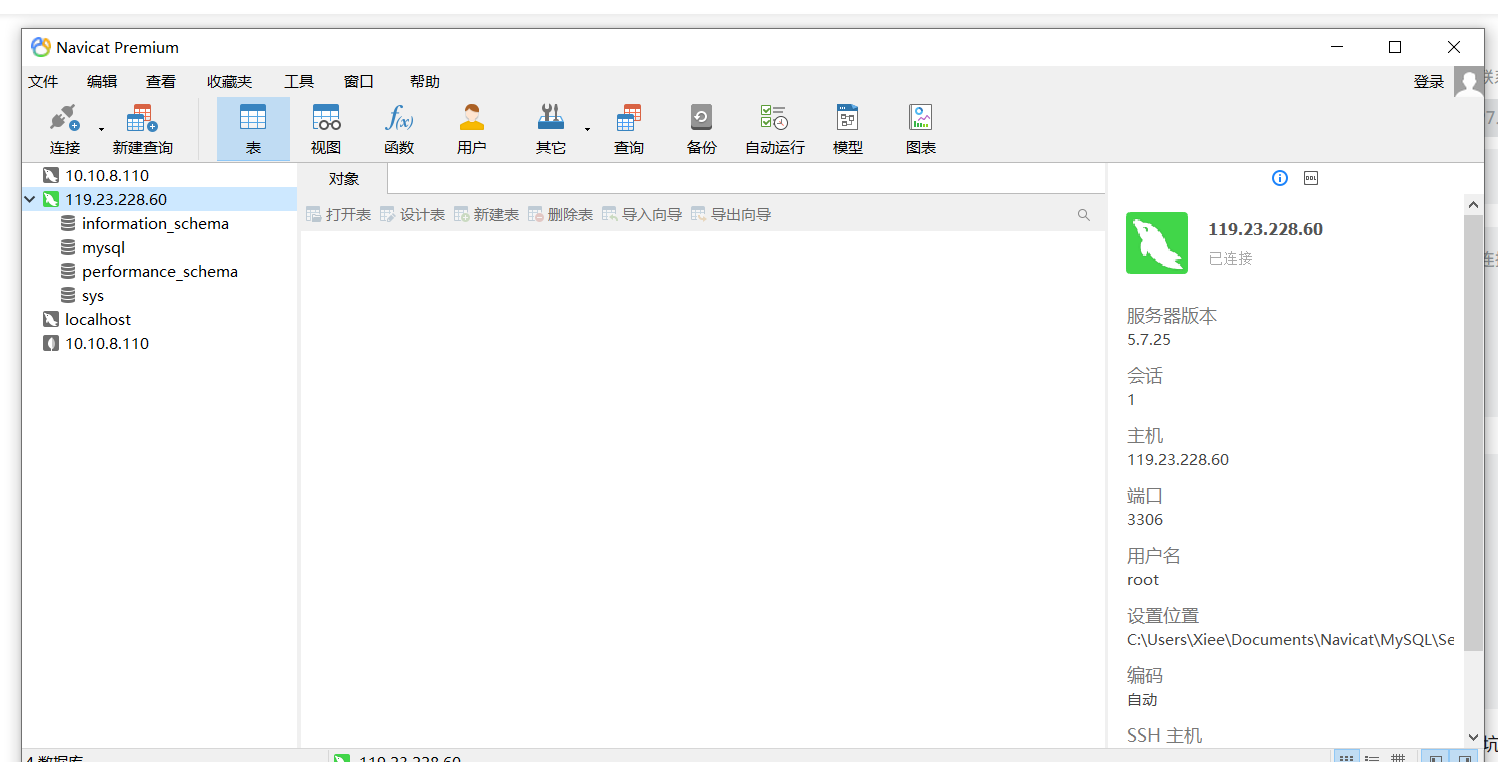 Navicat Premium
文件 编辑 查看 收藏夹 工具 窗口 帮助 登录
连接 新建查询 表 视图 函数 用户 其它 查询 备份 自动运行 模型 图表
10.10.8.110
119.23.228.60
information_schema
mysql
performance_schema
sys
localhost
10.10.8.110
对象
打开表 设计表 新建表 删除表 导入向导 导出向导
DDL
119.23.228.60
已连接
服务器版本
5.7.25
会话
1
主机
119.23.228.60
端口
3306
用户名
root
设置位置
C:\Users\Xiee\Documents\Navicat\MySQL\Se
编码
自动
SSH 主机
4 数据库 119.23.228.60
坑